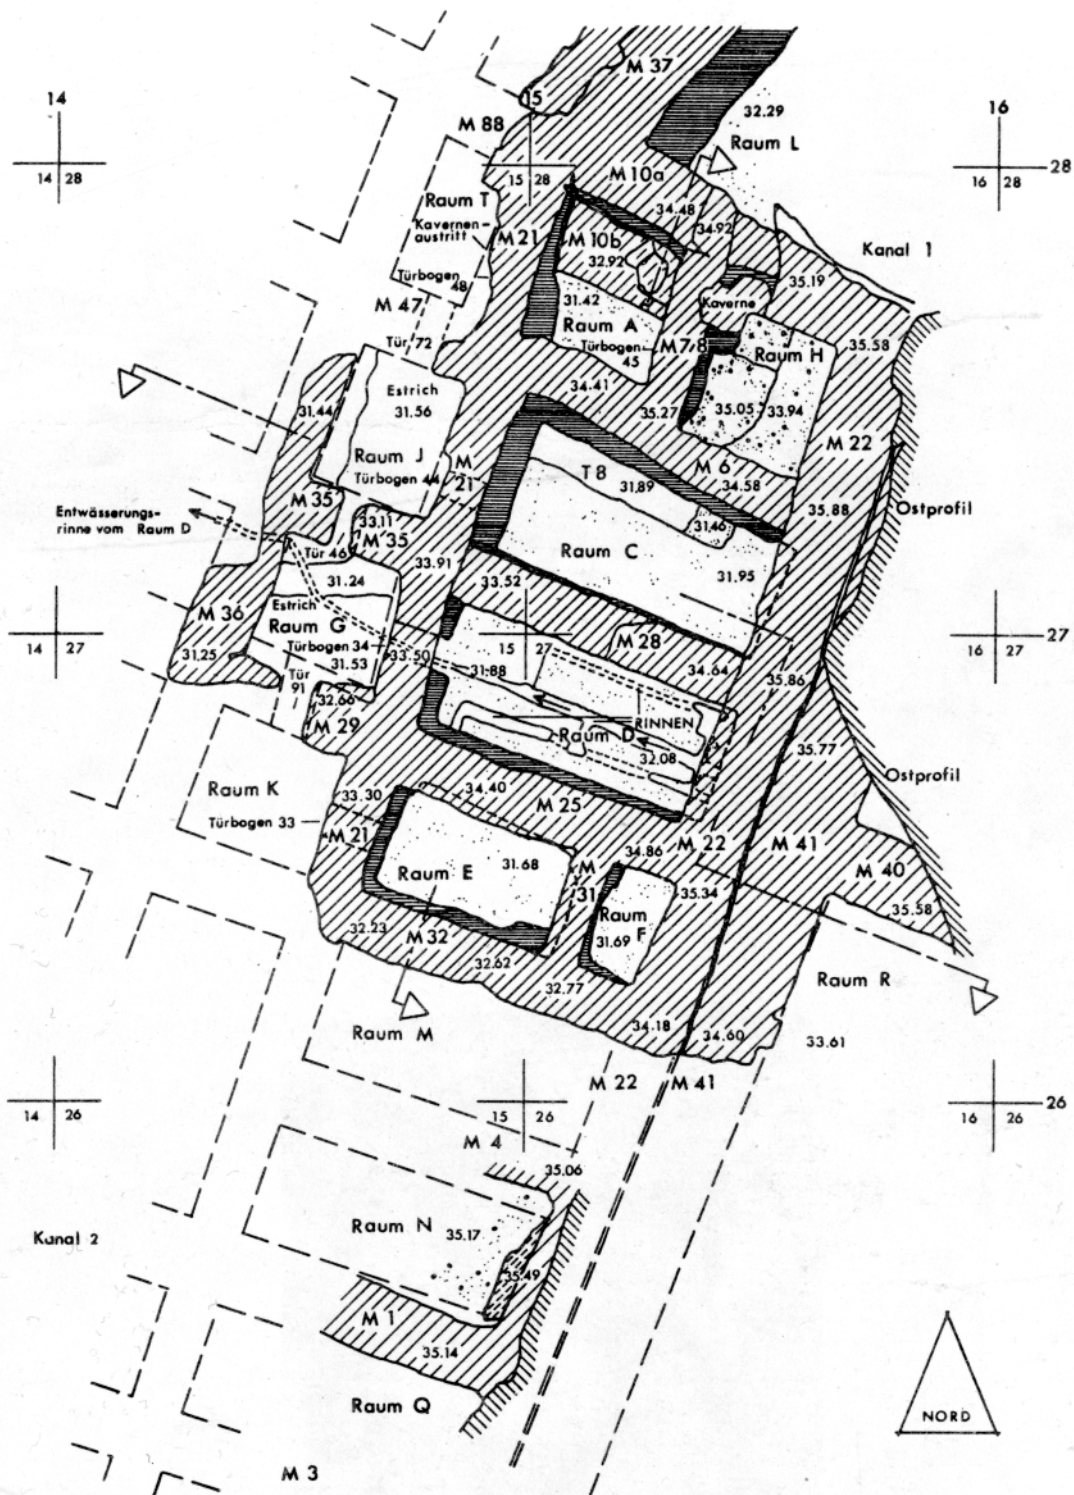 M 37
14
15
16
32.29
M 88
Raum L
14 28
15 28
16 28
28
M 10a
Raum T
34.48
34.92
Kavernen-
austritt
M 21
M 10b
32.92
Kanal 1
35.19
Türbogen
48
31.42
Kaverne
M 47
Raum A
Türbogen
45
M 7/8
Raum H
35.58
Tür 72
34.41
Estrich
31.56
35.27
35.05
33.94
31.44
M 22
Raum J
Türbogen 44
M
21
T 8
31.89
M 6
34.58
M 35
35.88
Ostprofil
Entwässerungs-
rinne vom Raum D
33.11
M 35
31.46
Tür 46
Raum C
33.91
31.95
31.24
33.52
Estrich
M 36
Raum G
14 27
15 27
16 27
27
M 28
Türbogen 34
31.25
31.53
33.50
31.88
34.64
35.86
Tür
91
32.66
M 29
RINNEN
Raum D
32.08
35.77
Ostprofil
Raum K
33.30
34.40
M 25
Türbogen 33
M 21
34.86
M 22
M 41
Raum E
31.68
M
31
35.34
M 40
Raum
F
31.69
35.58
32.23
M 32
32.62
32.77
Raum R
34.18
34.60
Raum M
33.61
M 22
M 41
14 26
15 26
16 26
26
M 4
35.06
Raum N
35.17
Kanal 2
35.49
M 1
35.14
Raum Q
NORD
M 3